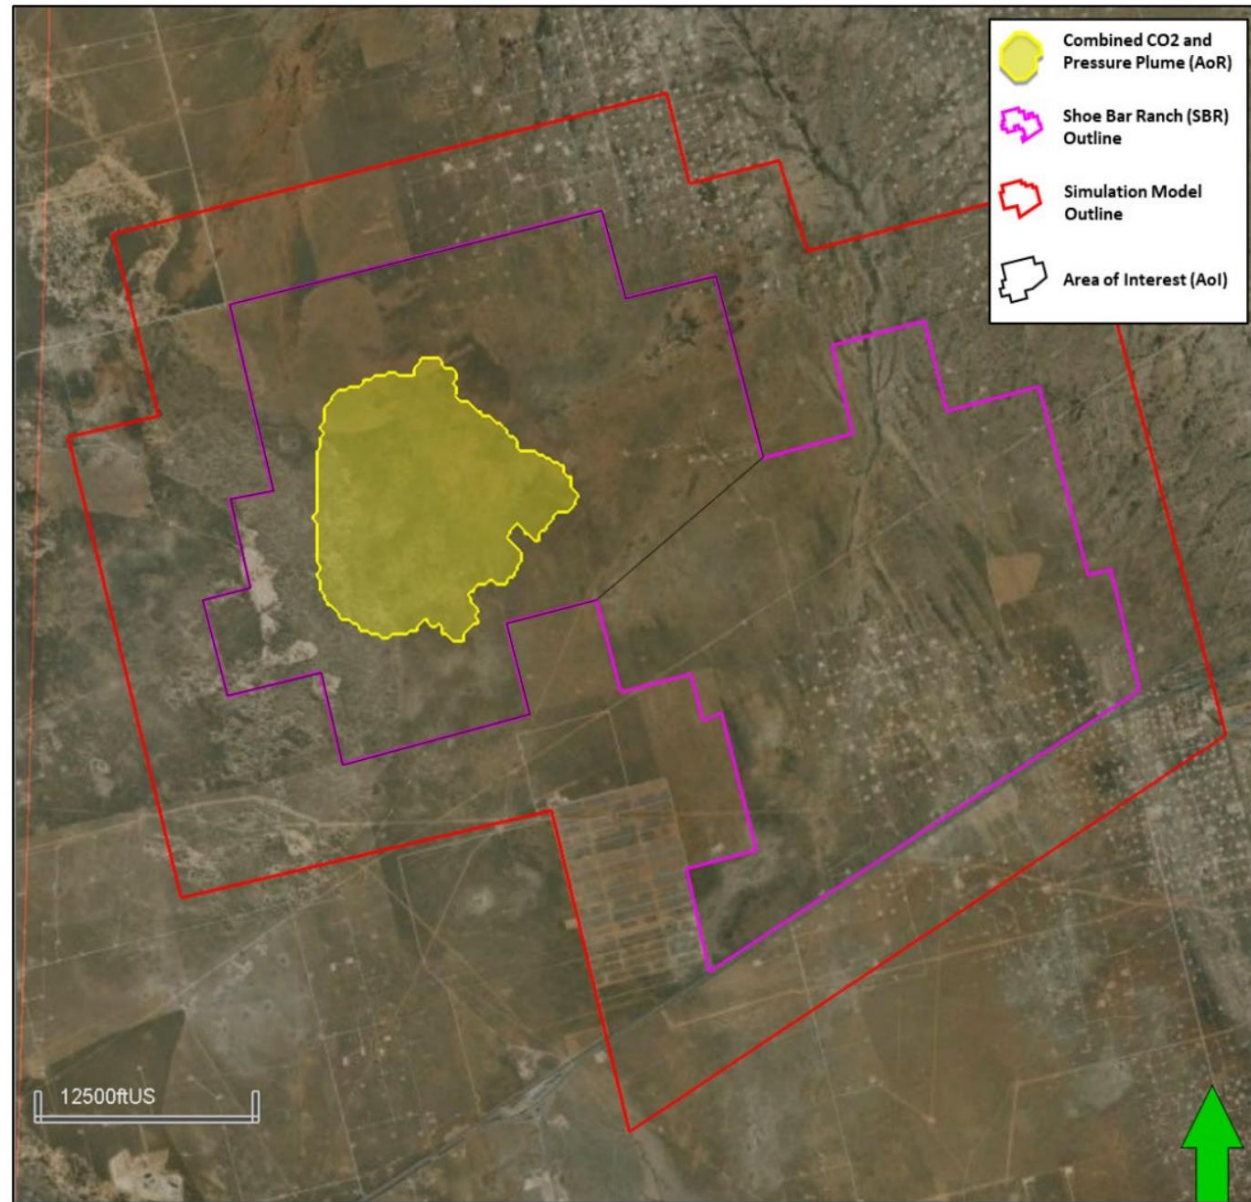 Combined CO2 and
Pressure Plume (AoR)
Shoe Bar Ranch (SBR)
Outline
Simulation Model
Outline
Area of Interest (AoI)
12500ftUS